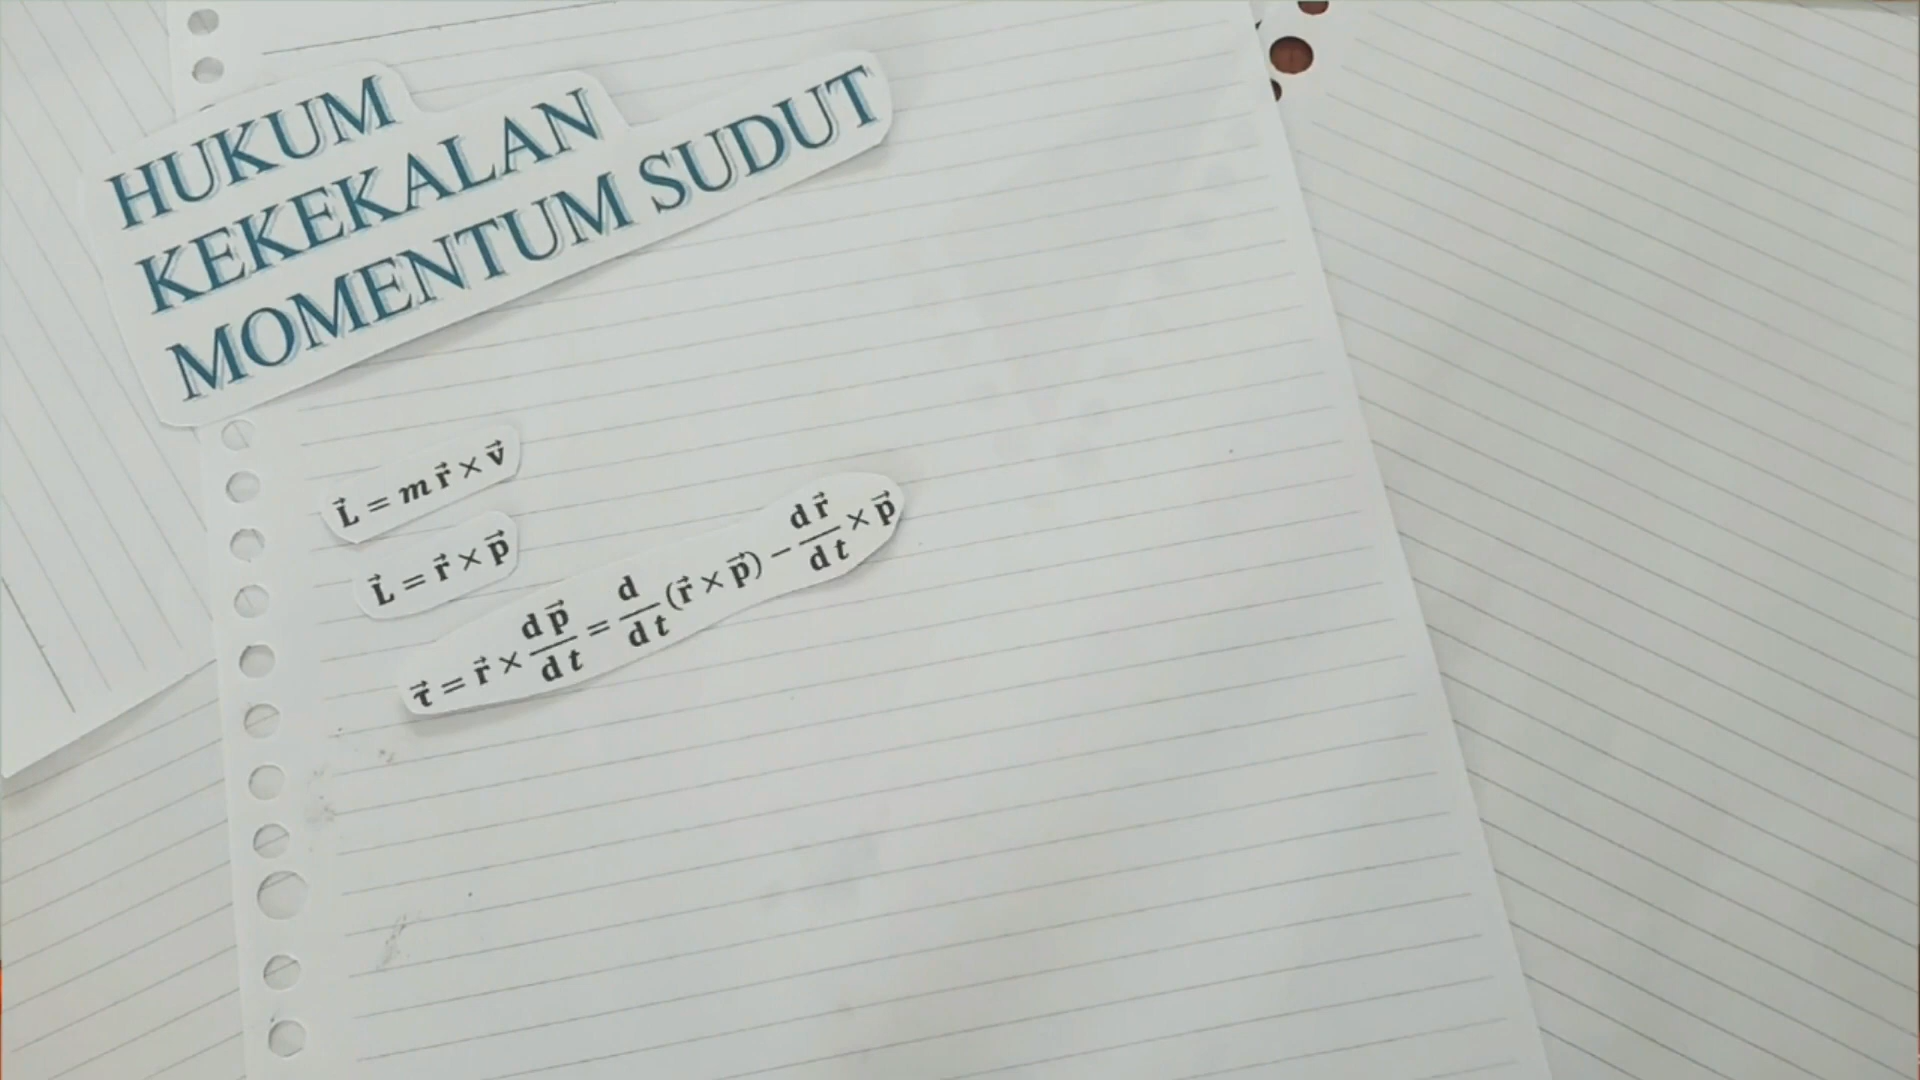 HUKUM
KEKEKALAN
MOMENTUM SUDUT
L⃗ = m r⃗ × v⃗
L⃗ = r⃗ × p⃗
τ⃗ = r⃗ × dp⃗/dt = d/dt (r⃗ × p⃗) − dr⃗/dt × p⃗